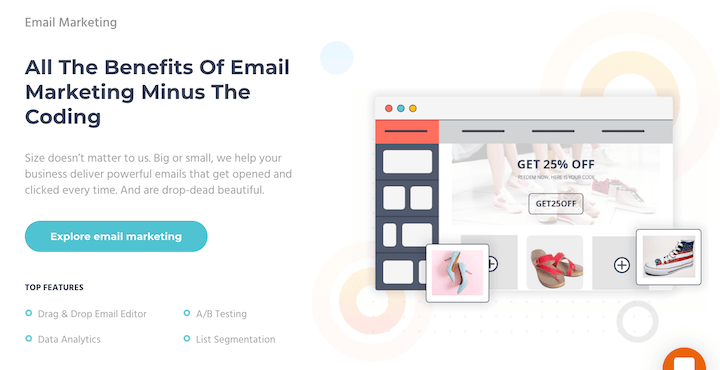 Email Marketing
All The Benefits Of Email
Marketing Minus The
Coding
Size doesn't matter to us. Big or small, we help your
business deliver powerful emails that get opened and
clicked every time. And are drop-dead beautiful.
Explore email marketing
TOP FEATURES
Drag & Drop Email Editor
A/B Testing
Data Analytics
List Segmentation
GET 25% OFF
REDEEM NOW. HERE IS YOUR CODE
GET25OFF